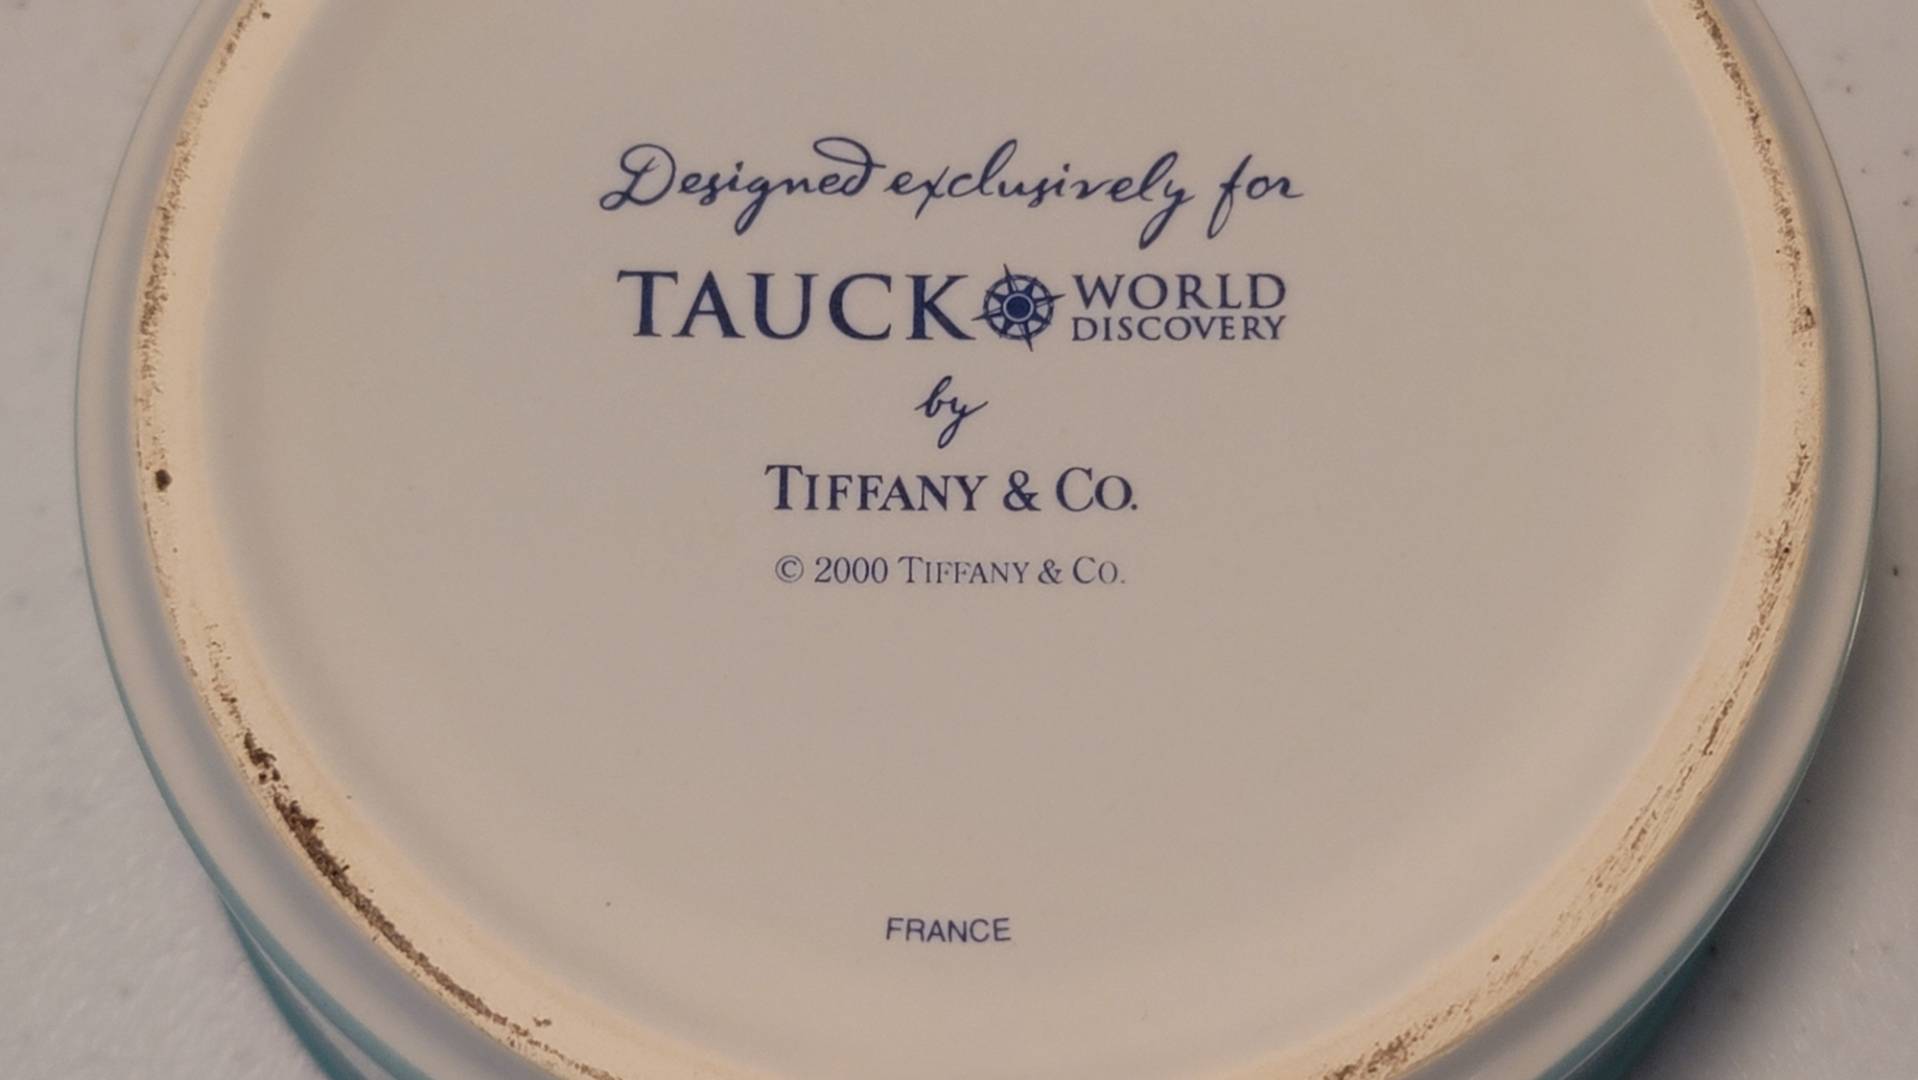 Designed exclusively for
TAUCK WORLD DISCOVERY
by
TIFFANY & CO.
© 2000 TIFFANY & CO.
FRANCE